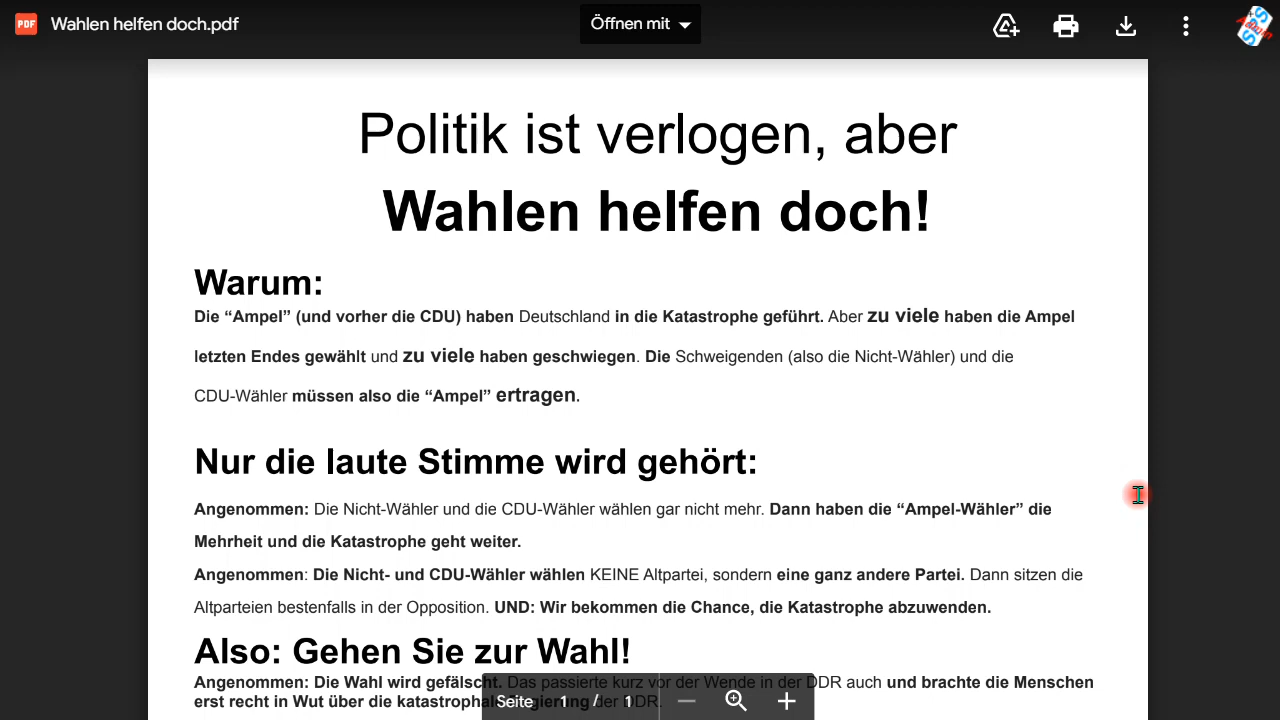 Wahlen helfen doch.pdf
Öffnen mit
Politik ist verlogen, aber
Wahlen helfen doch!
Warum:
Die “Ampel” (und vorher die CDU) haben Deutschland in die Katastrophe geführt. Aber zu viele haben die Ampel
letzten Endes gewählt und zu viele haben geschwiegen. Die Schweigenden (also die Nicht-Wähler) und die
CDU-Wähler müssen also die “Ampel” ertragen.
Nur die laute Stimme wird gehört:
Angenommen: Die Nicht-Wähler und die CDU-Wähler wählen gar nicht mehr. Dann haben die “Ampel-Wähler” die
Mehrheit und die Katastrophe geht weiter.
Angenommen: Die Nicht- und CDU-Wähler wählen KEINE Altpartei, sondern eine ganz andere Partei. Dann sitzen die
Altparteien bestenfalls in der Opposition. UND: Wir bekommen die Chance, die Katastrophe abzuwenden.
Also: Gehen Sie zur Wahl!
Angenommen: Die Wahl wird gefälscht. Das passierte kurz vor der Wende in der DDR auch und brachte die Menschen
erst recht in Wut über die katastrophale Regierung der DDR.
Seite 1 / 1